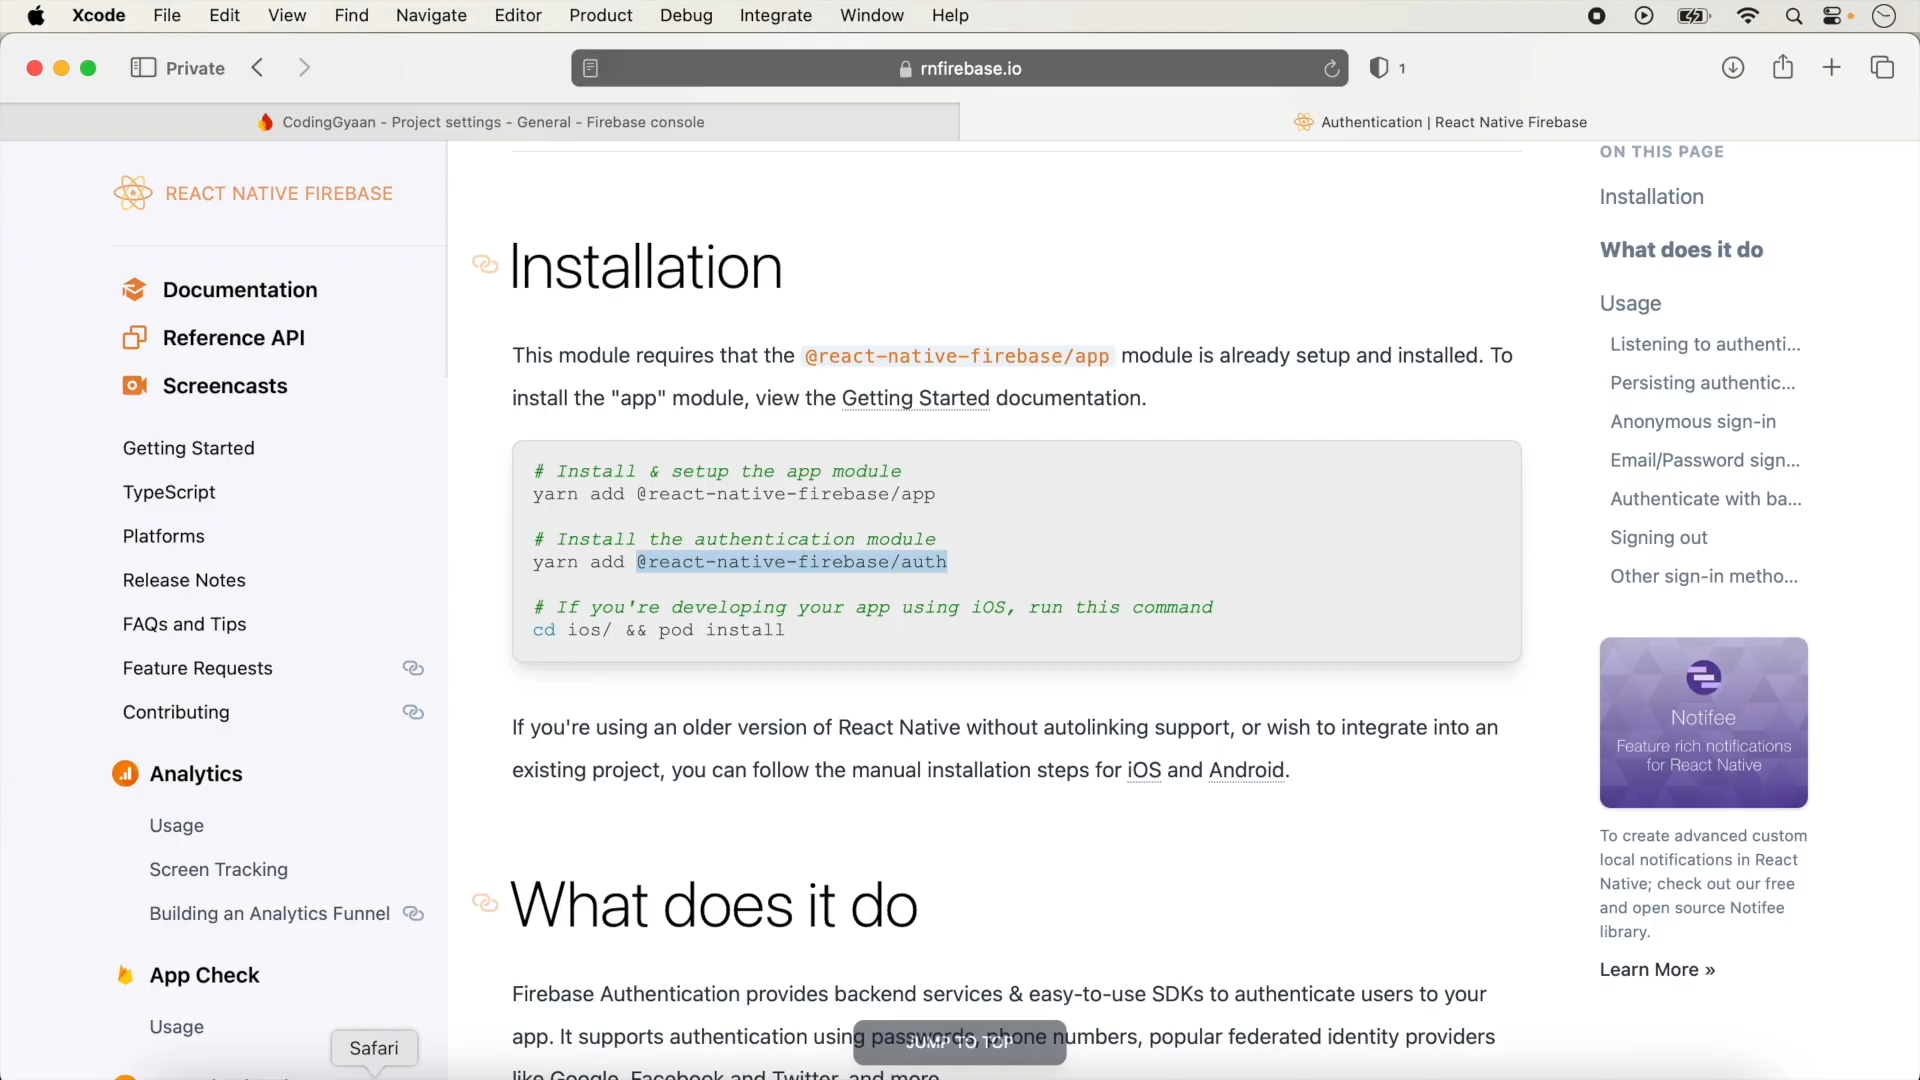 Xcode File Edit View Find Navigate Editor Product Debug Integrate Window Help
Private
rnfirebase.io
1
CodingGyaan - Project settings - General - Firebase console
Authentication | React Native Firebase
REACT NATIVE FIREBASE
Documentation
Reference API
Screencasts
Getting Started
TypeScript
Platforms
Release Notes
FAQs and Tips
Feature Requests
Contributing
Analytics
Usage
Screen Tracking
Building an Analytics Funnel
App Check
Usage
Safari
Installation
This module requires that the @react-native-firebase/app module is already setup and installed. To
install the "app" module, view the Getting Started documentation.
# Install & setup the app module
yarn add @react-native-firebase/app
# Install the authentication module
yarn add @react-native-firebase/auth
# If you're developing your app using iOS, run this command
cd ios/ && pod install
If you're using an older version of React Native without autolinking support, or wish to integrate into an
existing project, you can follow the manual installation steps for iOS and Android.
What does it do
Firebase Authentication provides backend services & easy-to-use SDKs to authenticate users to your
app. It supports authentication using passwords, phone numbers, popular federated identity providers
JUMP TO TOP
like Google, Facebook and Twitter, and more.
ON THIS PAGE
Installation
What does it do
Usage
Listening to authenti...
Persisting authentic...
Anonymous sign-in
Email/Password sign...
Authenticate with ba...
Signing out
Other sign-in metho...
Notifee
Feature rich notifications
for React Native
To create advanced custom
local notifications in React
Native; check out our free
and open source Notifee
library.
Learn More »